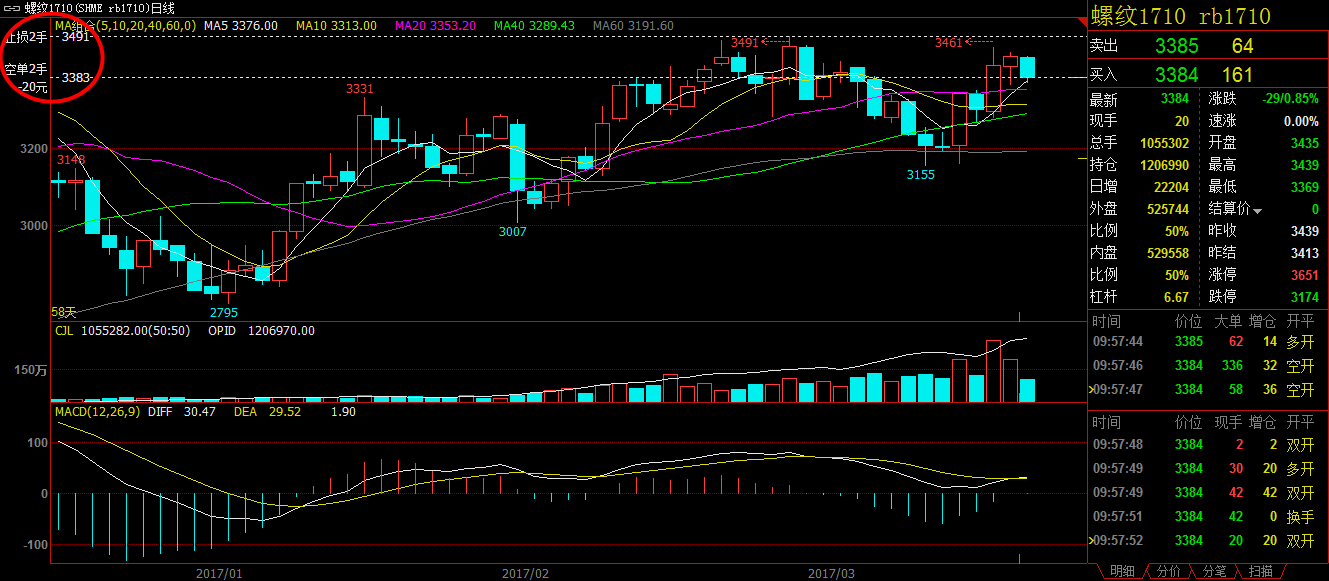 螺纹1710(SHME rb1710)日线
MA组合(5,10,20,40,60,0) MA5 3376.00 MA10 3313.00 MA20 3353.20 MA40 3289.43 MA60 3191.60
止损2手 3491
空单2手 3383
-20元
3491
3461
3331
3200
3148
3155
3000
3007
2795
58天
CJL 1055282.00(50:50) OPID 1206970.00
150万
MACD(12,26,9) DIFF 30.47 DEA 29.52 1.90
100
0
-100
2017/01 2017/02 2017/03
螺纹1710 rb1710
卖出 3385 64
买入 3384 161
最新 3384 涨跌 -29/0.85%
现手 20 速涨 0.00%
总手 1055302 开盘 3435
持仓 1206990 最高 3439
日增 22204 最低 3369
外盘 525744 结算价 0
比例 50% 昨收 3439
内盘 529558 昨结 3413
比例 50% 涨停 3651
杠杆 6.67 跌停 3174
时间 价位 大单 增仓 开平
09:57:44 3385 62 14 多开
09:57:46 3384 336 32 空开
09:57:47 3384 58 36 空开
时间 价位 现手 增仓 开平
09:57:48 3384 2 2 双开
09:57:49 3384 30 20 多开
09:57:49 3384 42 42 双开
09:57:51 3384 42 0 换手
09:57:52 3384 20 20 双开
明细 分价 分笔 扫描